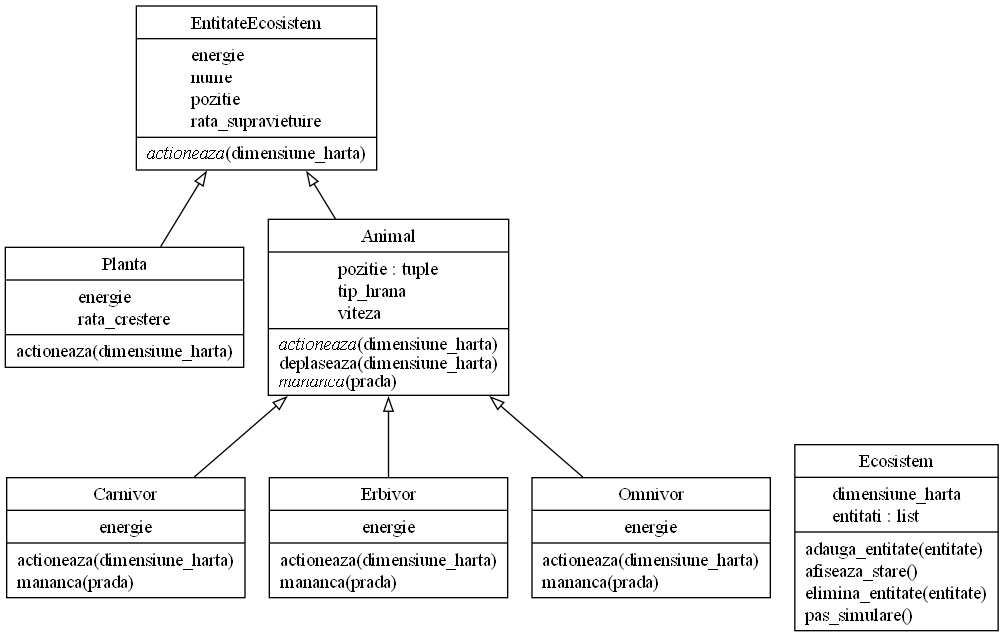 EntitateEcosistem
energie
nume
pozitie
rata_supravietuire
actioneaza(dimensiune_harta)
Planta
energie
rata_crestere
actioneaza(dimensiune_harta)
Animal
pozitie : tuple
tip_hrana
viteza
actioneaza(dimensiune_harta)
deplaseaza(dimensiune_harta)
mananca(prada)
Carnivor
energie
actioneaza(dimensiune_harta)
mananca(prada)
Erbivor
energie
actioneaza(dimensiune_harta)
mananca(prada)
Omnivor
energie
actioneaza(dimensiune_harta)
mananca(prada)
Ecosistem
dimensiune_harta
entitati : list
adauga_entitate(entitate)
afiseaza_stare()
elimina_entitate(entitate)
pas_simulare()